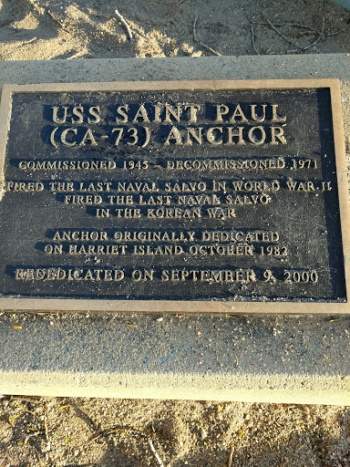 USS SAINT PAUL
(CA-73) ANCHOR
COMMISSIONED 1945 - DECOMMISSIONED 1971
FIRED THE LAST NAVAL SALVO IN WORLD WAR II
FIRED THE LAST NAVAL SALVO
IN THE KOREAN WAR
ANCHOR ORIGINALLY DEDICATED
ON HARRIET ISLAND OCTOBER 1982
REDEDICATED ON SEPTEMBER 9, 2000